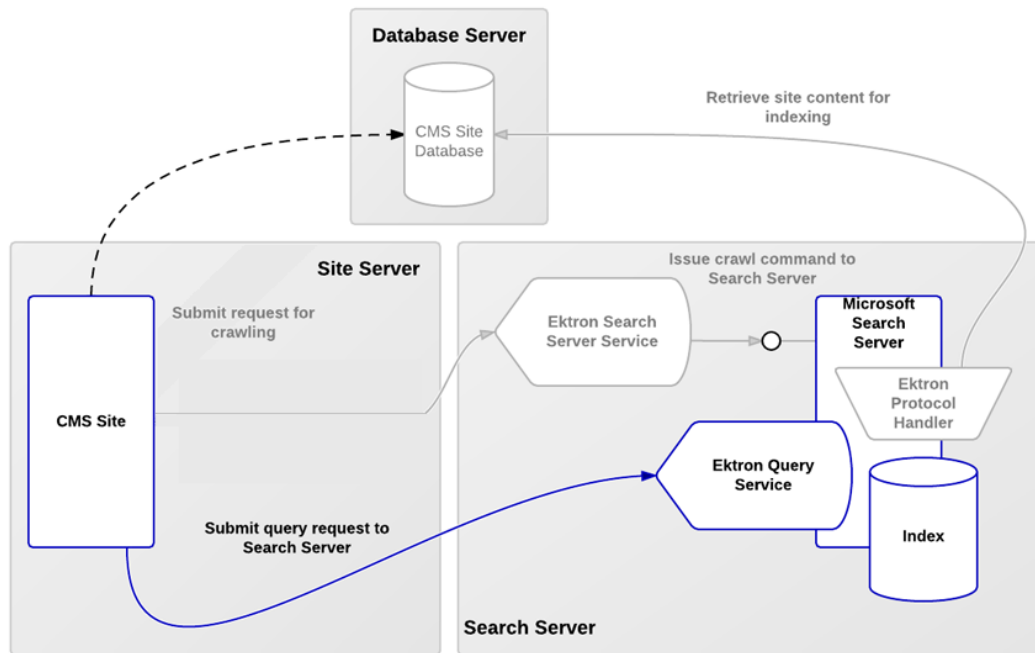 Database Server
CMS Site
Database
Retrieve site content for
indexing
Site Server
Submit request for
crawling
CMS Site
Submit query request to
Search Server
Issue crawl command to
Search Server
Ektron Search
Server Service
Microsoft
Search
Server
Ektron
Protocol
Handler
Ektron Query
Service
Index
Search Server